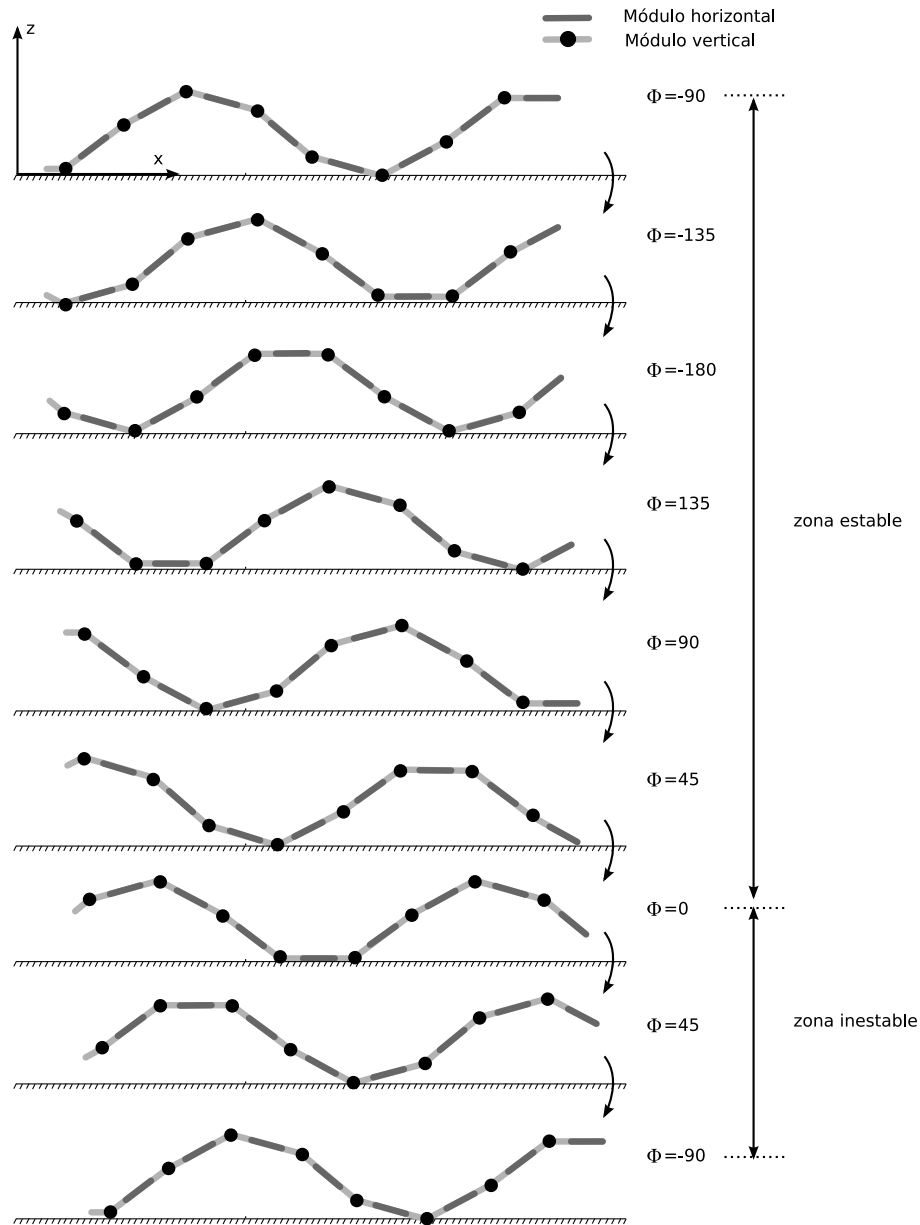 Módulo horizontal
Módulo vertical
z
x
Φ=-90
Φ=-135
Φ=-180
Φ=135
zona estable
Φ=90
Φ=45
Φ=0
Φ=45
zona inestable
Φ=-90